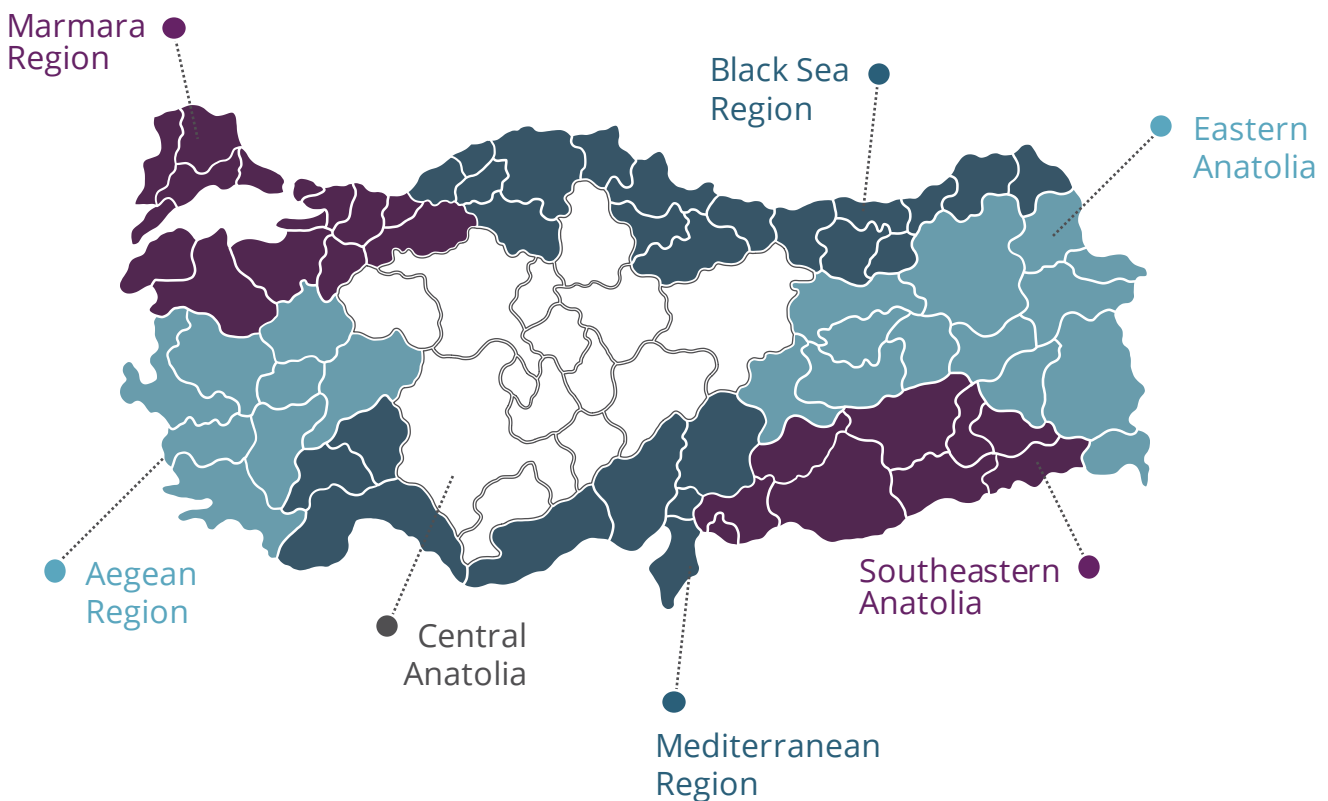 Marmara
Region
Black Sea
Region
Eastern
Anatolia
Aegean
Region
Central
Anatolia
Southeastern
Anatolia
Mediterranean
Region